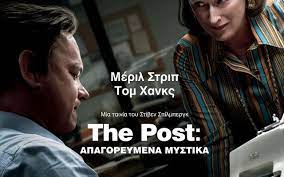 Μέριλ Στριπ
Τομ Χανκς
Μία ταινία του Στίβεν Σπίλμπεργκ
The Post:
ΑΠΑΓΟΡΕΥΜΕΝΑ ΜΥΣΤΙΚΑ